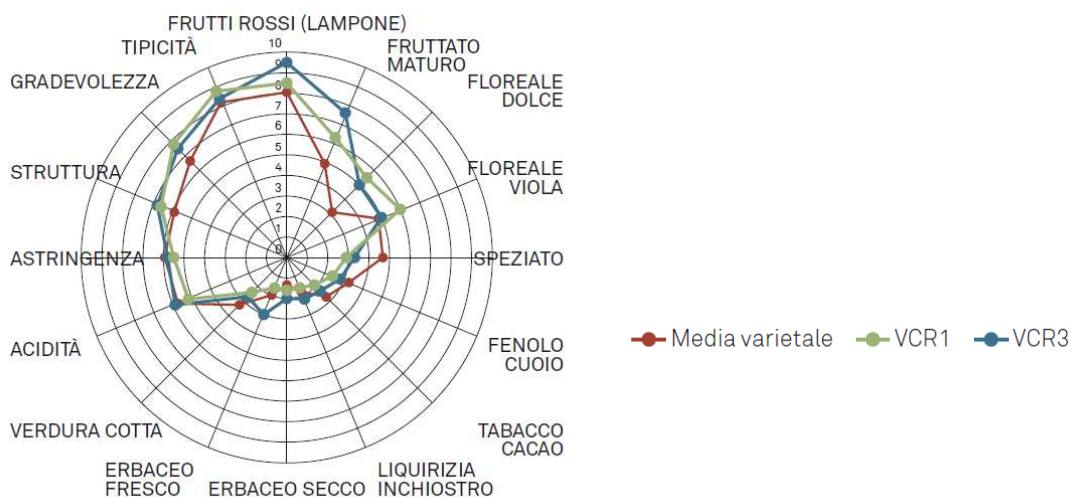 FRUTTI ROSSI (LAMPONE)
TIPICITÀ
FRUTTATO
MATURO
GRADEVOLEZZA
FLOREALE
DOLCE
STRUTTURA
FLOREALE
VIOLA
ASTRINGENZA
SPEZIATO
ACIDITÀ
FENOLO
CUOIO
VERDURA COTTA
TABACCO
CACAO
ERBACEO
FRESCO
ERBACEO SECCO
LIQUIRIZIA
INCHIOSTRO
10
9
8
7
6
5
4
3
2
1
0
Media varietale
VCR1
VCR3